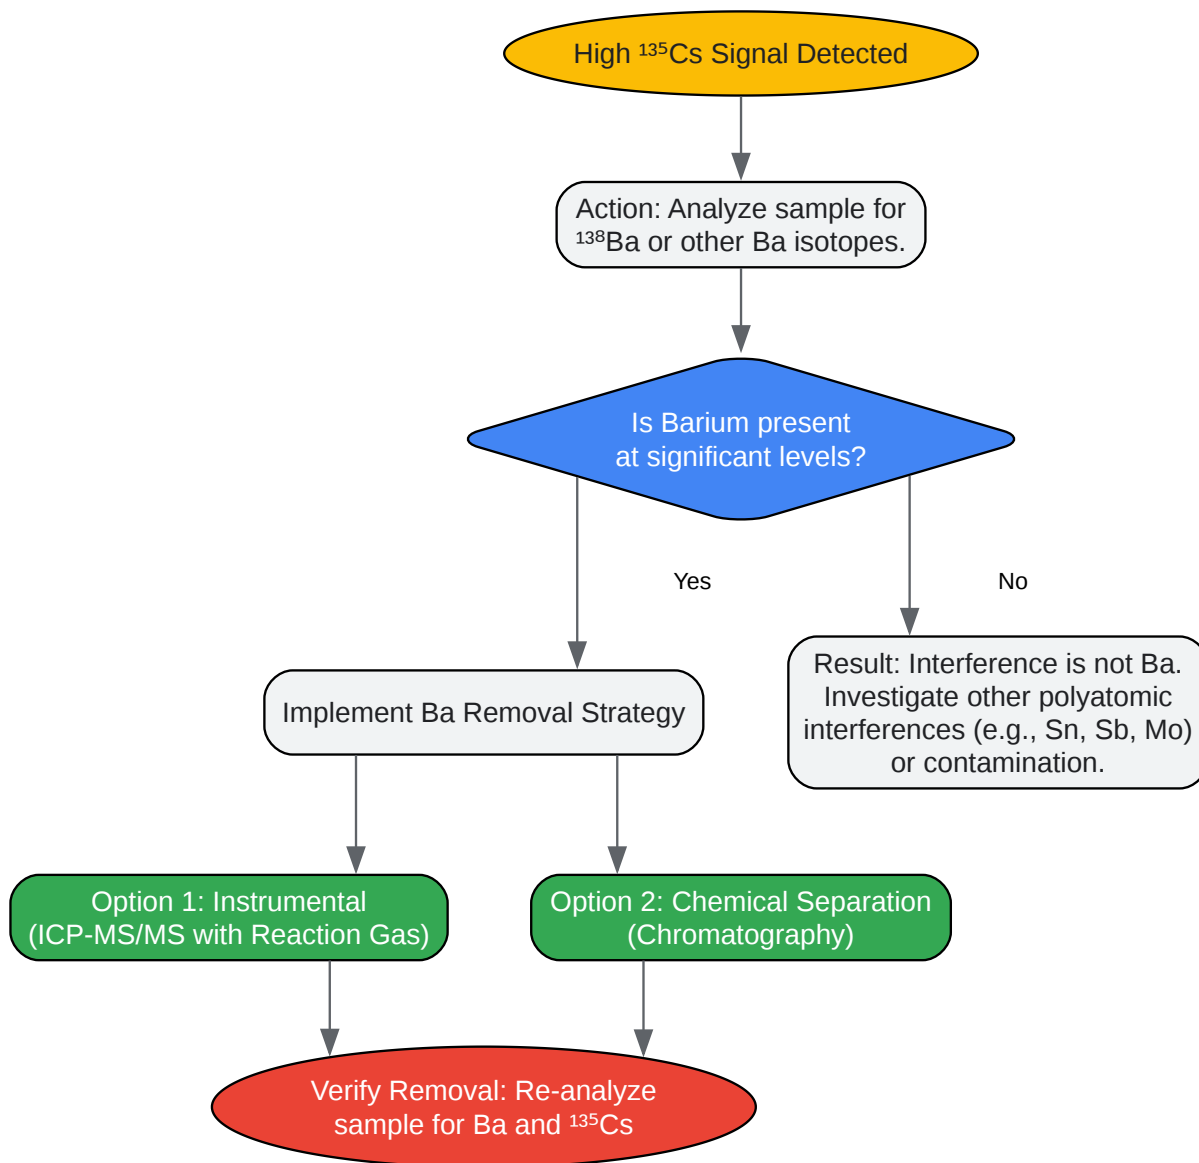 High ¹³⁵Cs Signal Detected
Action: Analyze sample for
¹³⁸Ba or other Ba isotopes.
Is Barium present
at significant levels?
Yes
No
Implement Ba Removal Strategy
Result: Interference is not Ba.
Investigate other polyatomic
interferences (e.g., Sn, Sb, Mo)
or contamination.
Option 1: Instrumental
(ICP-MS/MS with Reaction Gas)
Option 2: Chemical Separation
(Chromatography)
Verify Removal: Re-analyze
sample for Ba and ¹³⁵Cs